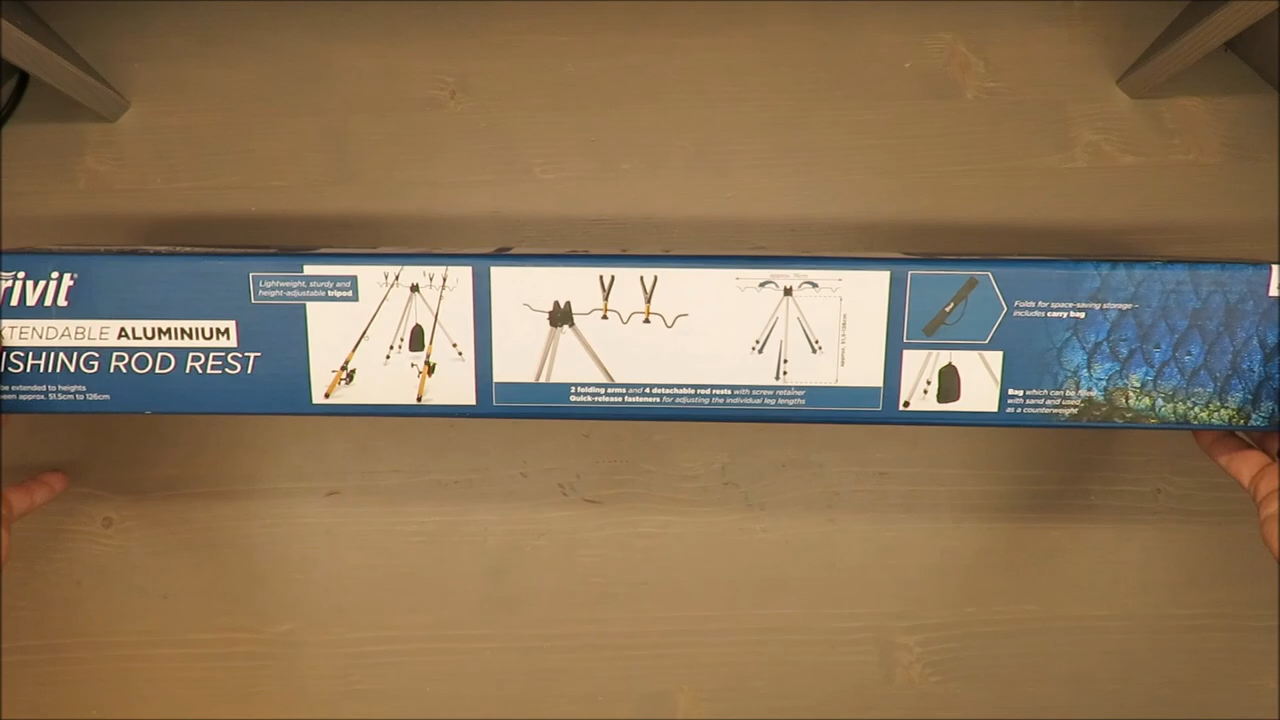 rivit
XTENDABLE ALUMINIUM
ISHING ROD REST
be extended to heights
een approx. 51.5cm to 126cm
Lightweight, sturdy and
height-adjustable tripod
approx. 76cm
2 folding arms and 4 detachable rod rests with screw retainer
Quick-release fasteners for adjusting the individual leg lengths
Folds for space-saving storage –
includes carry bag
Bag which can be filled
with sand and used
as a counterweight